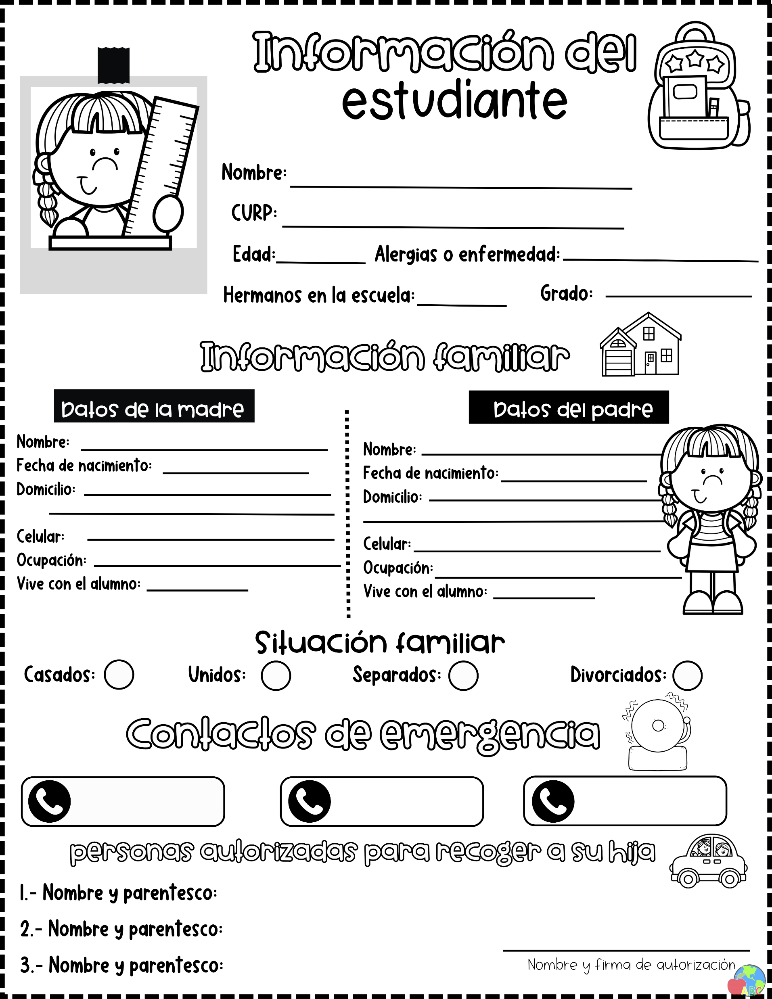 Información del
estudiante
Nombre:
CURP:
Edad: Alergias o enfermedad:
Hermanos en la escuela: Grado:
Información familiar
Datos de la madre
Nombre:
Fecha de nacimiento:
Domicilio:
Celular:
Ocupación:
Vive con el alumno:
Datos del padre
Nombre:
Fecha de nacimiento:
Domicilio:
Celular:
Ocupación:
Vive con el alumno:
Situación familiar
Casados: Unidos: Separados: Divorciados:
Contactos de emergencia
personas autorizadas para recoger a su hija
1.- Nombre y parentesco:
2.- Nombre y parentesco:
3.- Nombre y parentesco:
Nombre y firma de autorización
ABC